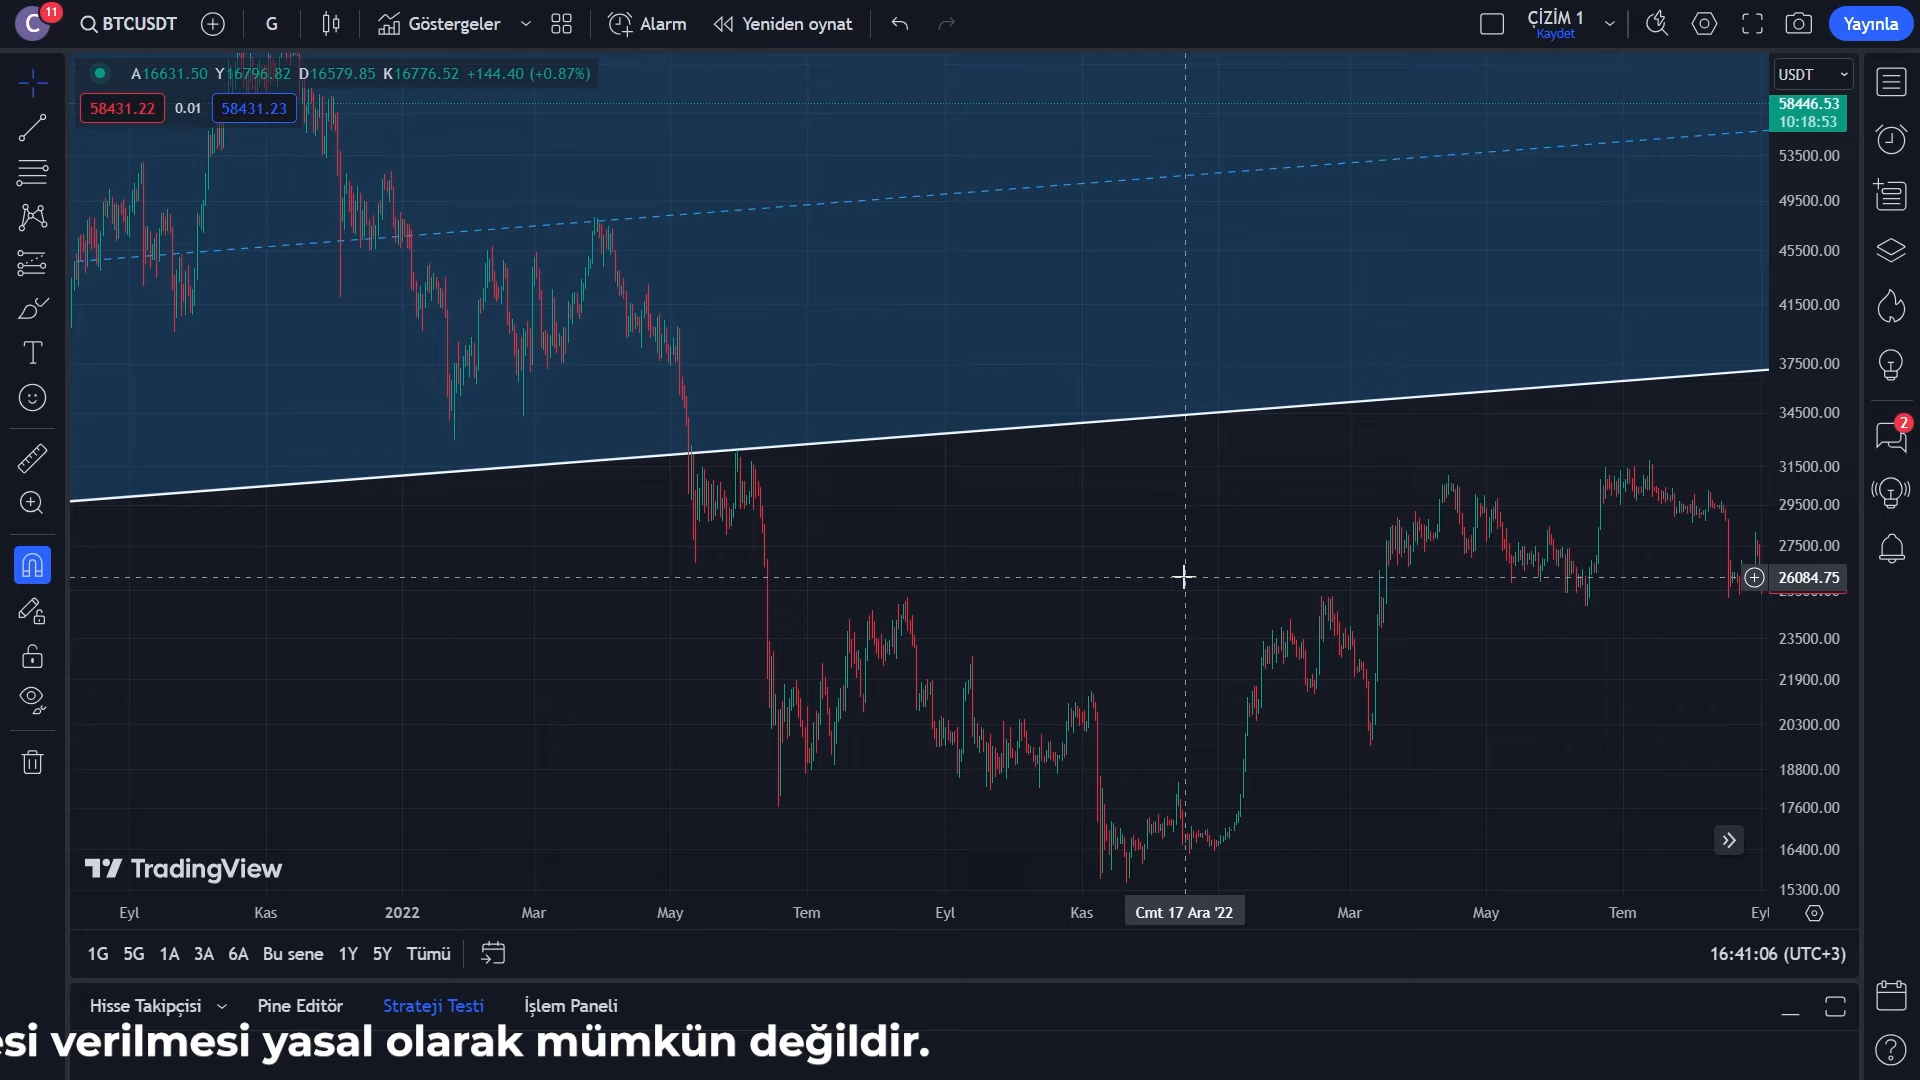 C 11 BTCUSDT G Göstergeler Alarm Yeniden oynat ÇİZİM 1 Kaydet Yayınla
A16631.50 Y16796.82 D16579.85 K16776.52 +144.40 (+0.87%)
58431.22 0.01 58431.23
USDT
58446.53
10:18:53
53500.00
49500.00
45500.00
41500.00
37500.00
34500.00
2
31500.00
29500.00
27500.00
26084.75
23500.00
21900.00
20300.00
18800.00
17600.00
16400.00
15300.00
TradingView
Eyl Kas 2022 Mar May Tem Eyl Kas Cmt 17 Ara '22 Mar May Tem Eyl
1G 5G 1A 3A 6A Bu sene 1Y 5Y Tümü 16:41:06 (UTC+3)
Hisse Takipçisi Pine Editör Strateji Testi İşlem Paneli
esi verilmesi yasal olarak mümkün değildir.